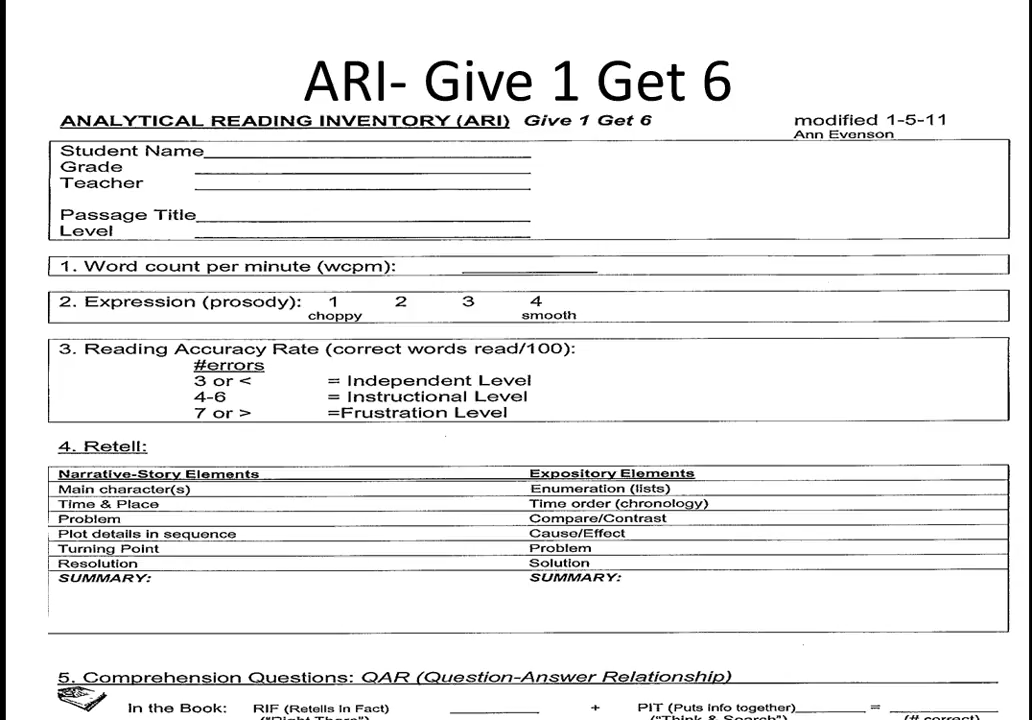 ARI- Give 1 Get 6
ANALYTICAL READING INVENTORY (ARI) Give 1 Get 6 modified 1-5-11
Ann Evenson
Student Name
Grade
Teacher
Passage Title
Level
1. Word count per minute (wcpm):
2. Expression (prosody): 1 2 3 4
choppy smooth
3. Reading Accuracy Rate (correct words read/100):
#errors
3 or < = Independent Level
4-6 = Instructional Level
7 or > =Frustration Level
4. Retell:
Narrative-Story Elements Expository Elements
Main character(s) Enumeration (lists)
Time & Place Time order (chronology)
Problem Compare/Contrast
Plot details in sequence Cause/Effect
Turning Point Problem
Resolution Solution
SUMMARY: SUMMARY:
5. Comprehension Questions: QAR (Question-Answer Relationship)
In the Book: RIF (Retells In Fact) + PIT (Puts Info together) =
("Right There") ("Think & Search") (# correct)